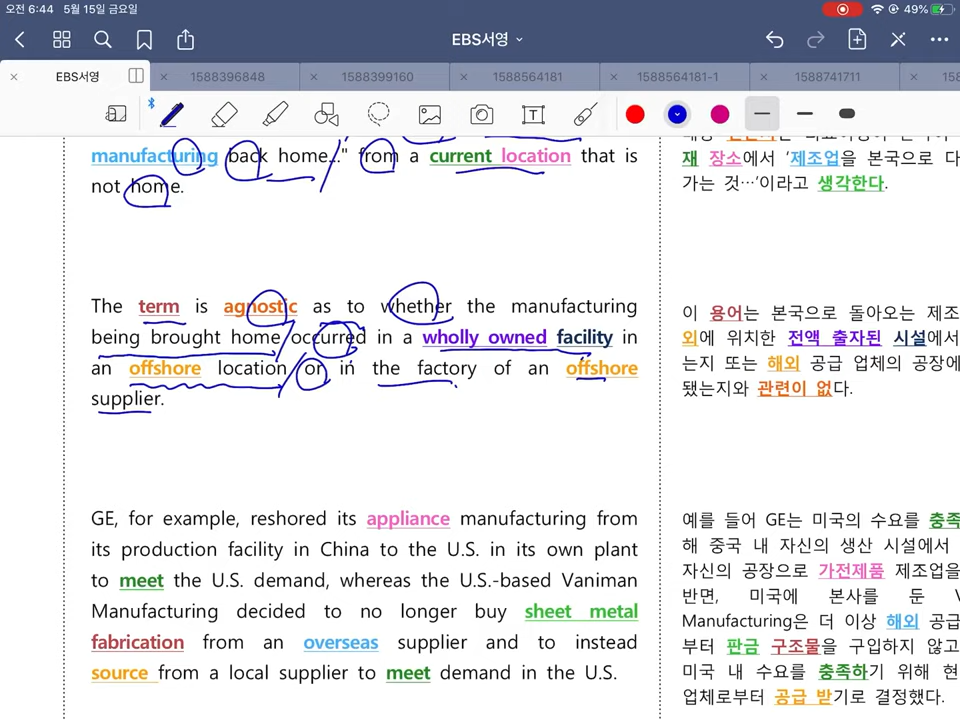 오전 6:44 5월 15일 금요일
49%
EBS서영
EBS서영
1588396848
1588399160
1588564181
1588564181-1
1588741711
manufacturing back home..." from a current location that is
not home.
The term is agnostic as to whether the manufacturing
being brought home occurred in a wholly owned facility in
an offshore location or in the factory of an offshore
supplier.
GE, for example, reshored its appliance manufacturing from
its production facility in China to the U.S. in its own plant
to meet the U.S. demand, whereas the U.S.-based Vaniman
Manufacturing decided to no longer buy sheet metal
fabrication from an overseas supplier and to instead
source from a local supplier to meet demand in the U.S.
재 장소에서 '제조업을 본국으로 다
가는 것…'이라고 생각한다.
이 용어는 본국으로 돌아오는 제조
외에 위치한 전액 출자된 시설에서
는지 또는 해외 공급 업체의 공장에
됐는지와 관련이 없다.
예를 들어 GE는 미국의 수요를 충족
해 중국 내 자신의 생산 시설에서
자신의 공장으로 가전제품 제조업을
반면, 미국에 본사를 둔 V
Manufacturing은 더 이상 해외 공급
부터 판금 구조물을 구입하지 않고
미국 내 수요를 충족하기 위해 현
업체로부터 공급 받기로 결정했다.